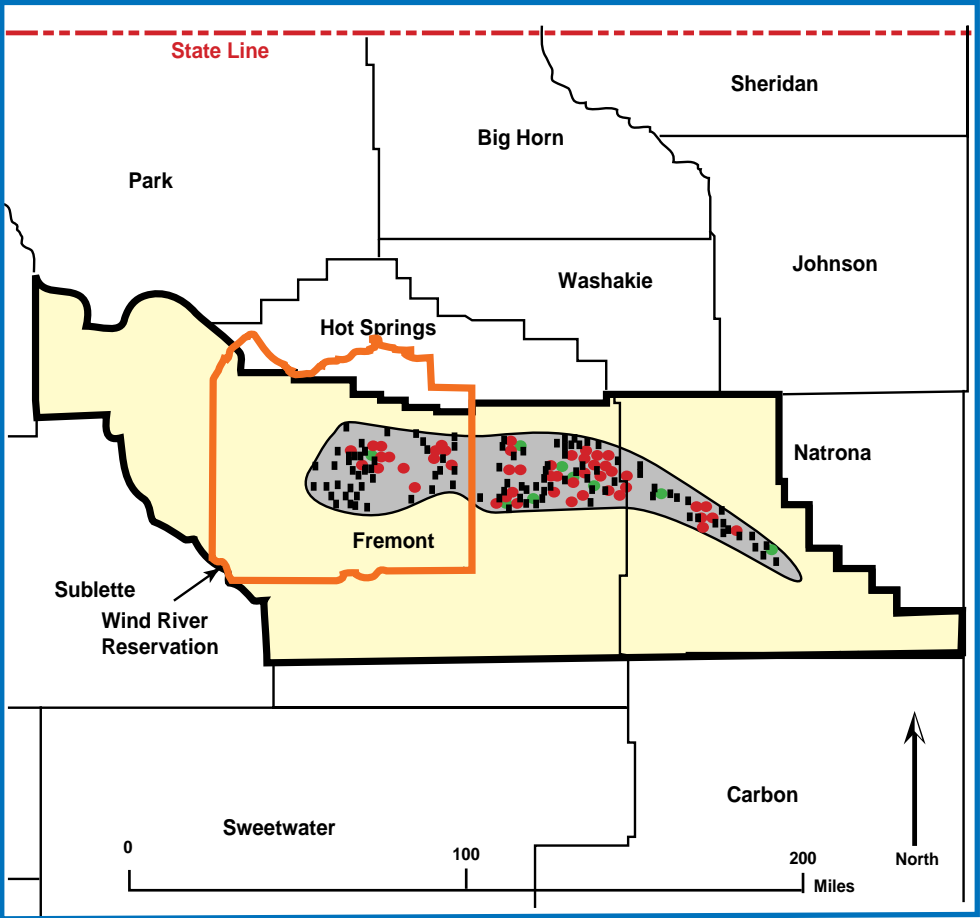 State Line
Sheridan
Big Horn
Park
Johnson
Washakie
Hot Springs
Natrona
Fremont
Sublette
Wind River
Reservation
Carbon
Sweetwater
0
100
200
Miles
North